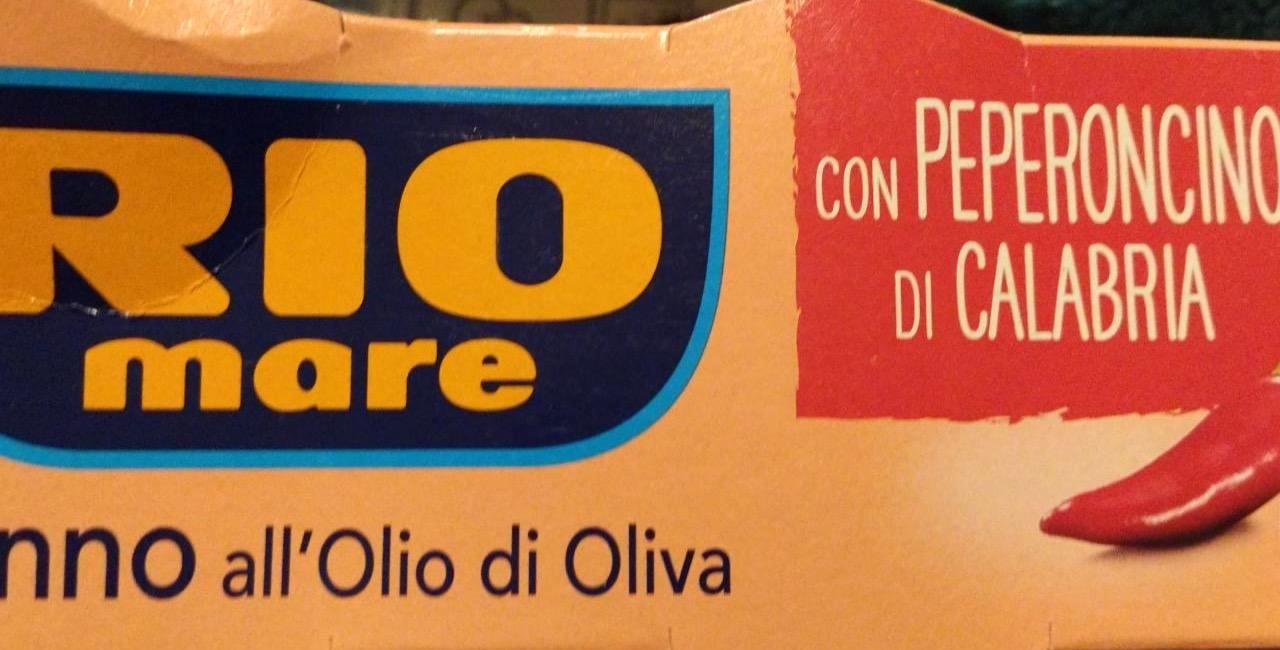 RIO
mare
nno all'Olio di Oliva
CON PEPERONCINO
DI CALABRIA